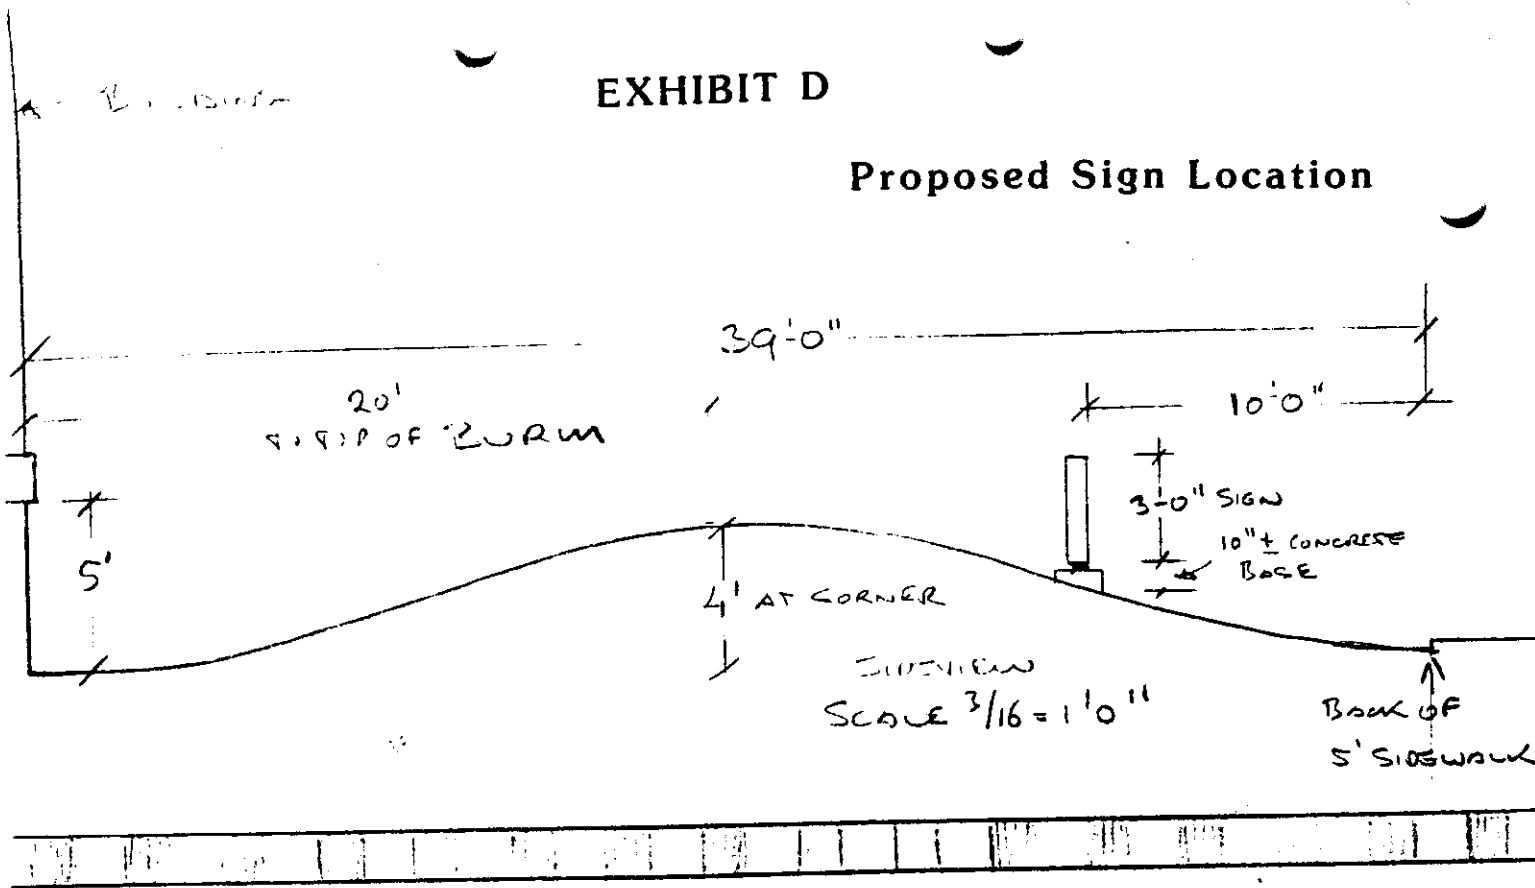 EXHIBIT D
Proposed Sign Location
39'-0"
20'
OF BURM
10'-0"
3'-0" SIGN
10" ± CONCRETE
BASE
5'
4' AT CORNER
SIDEVIEW
SCALE 3/16 = 1'0"
BACK OF
5' SIDEWALK